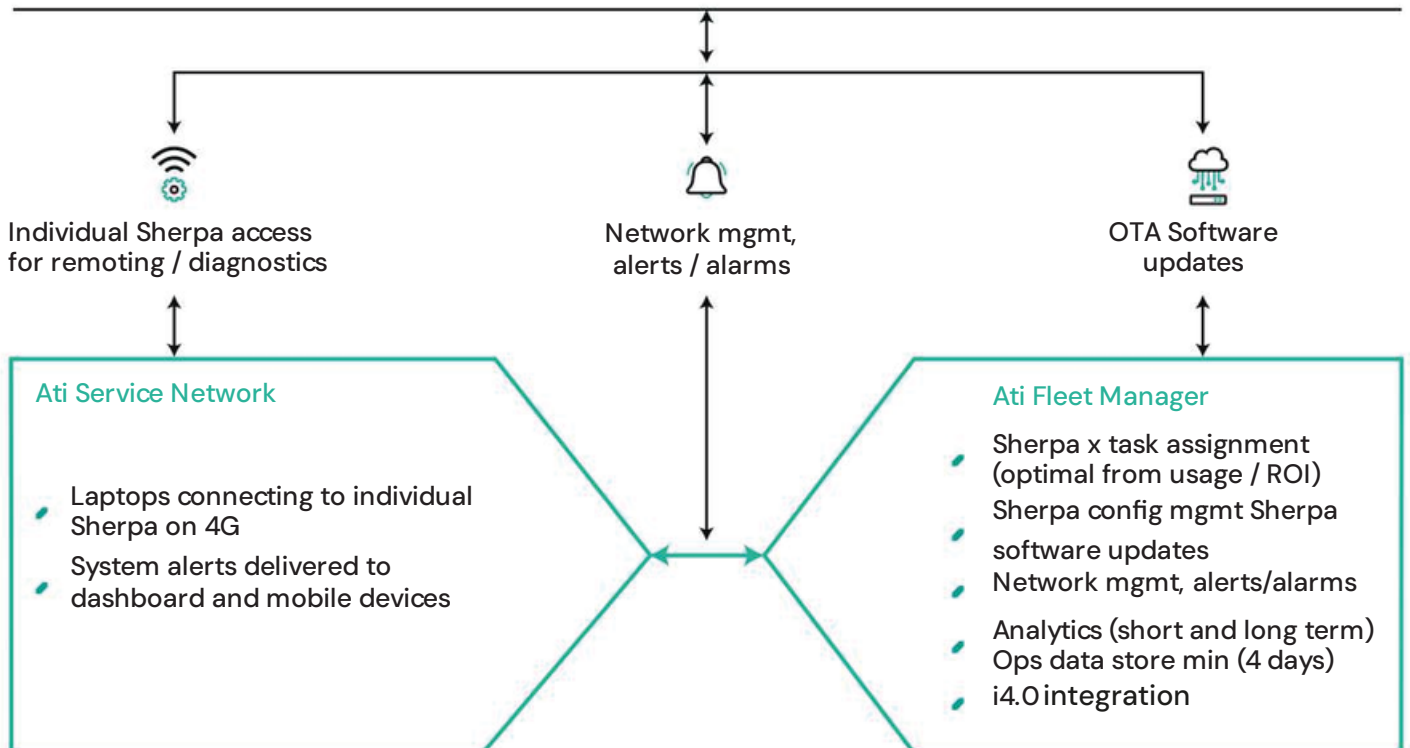 Individual Sherpa access
for remoting / diagnostics
Network mgmt,
alerts / alarms
OTA Software
updates
Ati Service Network
Laptops connecting to individual
Sherpa on 4G
System alerts delivered to
dashboard and mobile devices
Ati Fleet Manager
Sherpa x task assignment
(optimal from usage / ROI)
Sherpa config mgmt Sherpa
software updates
Network mgmt, alerts/alarms
Analytics (short and long term)
Ops data store min (4 days)
i4.0 integration